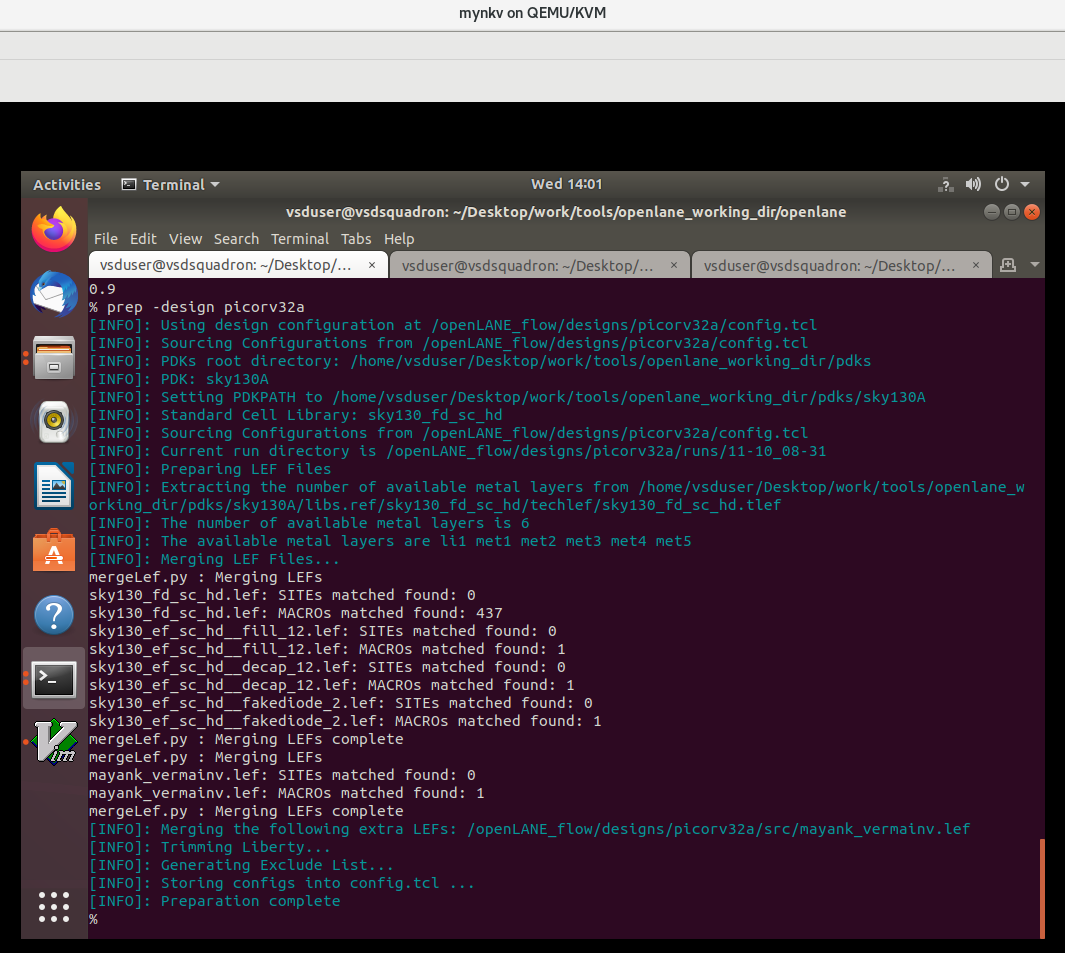 mynkv on QEMU/KVM
Activities Terminal Wed 14:01
vsduser@vsdsquadron: ~/Desktop/work/tools/openlane_working_dir/openlane
File Edit View Search Terminal Tabs Help
vsduser@vsdsquadron: ~/Desktop/... × vsduser@vsdsquadron: ~/Desktop/... × vsduser@vsdsquadron: ~/Desktop/... ×
0.9
% prep -design picorv32a
[INFO]: Using design configuration at /openLANE_flow/designs/picorv32a/config.tcl
[INFO]: Sourcing Configurations from /openLANE_flow/designs/picorv32a/config.tcl
[INFO]: PDKs root directory: /home/vsduser/Desktop/work/tools/openlane_working_dir/pdks
[INFO]: PDK: sky130A
[INFO]: Setting PDKPATH to /home/vsduser/Desktop/work/tools/openlane_working_dir/pdks/sky130A
[INFO]: Standard Cell Library: sky130_fd_sc_hd
[INFO]: Sourcing Configurations from /openLANE_flow/designs/picorv32a/config.tcl
[INFO]: Current run directory is /openLANE_flow/designs/picorv32a/runs/11-10_08-31
[INFO]: Preparing LEF Files
[INFO]: Extracting the number of available metal layers from /home/vsduser/Desktop/work/tools/openlane_w
orking_dir/pdks/sky130A/libs.ref/sky130_fd_sc_hd/techlef/sky130_fd_sc_hd.tlef
[INFO]: The number of available metal layers is 6
[INFO]: The available metal layers are li1 met1 met2 met3 met4 met5
[INFO]: Merging LEF Files...
mergeLef.py : Merging LEFs
sky130_fd_sc_hd.lef: SITEs matched found: 0
sky130_fd_sc_hd.lef: MACROs matched found: 437
sky130_ef_sc_hd__fill_12.lef: SITEs matched found: 0
sky130_ef_sc_hd__fill_12.lef: MACROs matched found: 1
sky130_ef_sc_hd__decap_12.lef: SITEs matched found: 0
sky130_ef_sc_hd__decap_12.lef: MACROs matched found: 1
sky130_ef_sc_hd__fakediode_2.lef: SITEs matched found: 0
sky130_ef_sc_hd__fakediode_2.lef: MACROs matched found: 1
mergeLef.py : Merging LEFs complete
mergeLef.py : Merging LEFs
mayank_vermainv.lef: SITEs matched found: 0
mayank_vermainv.lef: MACROs matched found: 1
mergeLef.py : Merging LEFs complete
[INFO]: Merging the following extra LEFs: /openLANE_flow/designs/picorv32a/src/mayank_vermainv.lef
[INFO]: Trimming Liberty...
[INFO]: Generating Exclude List...
[INFO]: Storing configs into config.tcl ...
[INFO]: Preparation complete
%